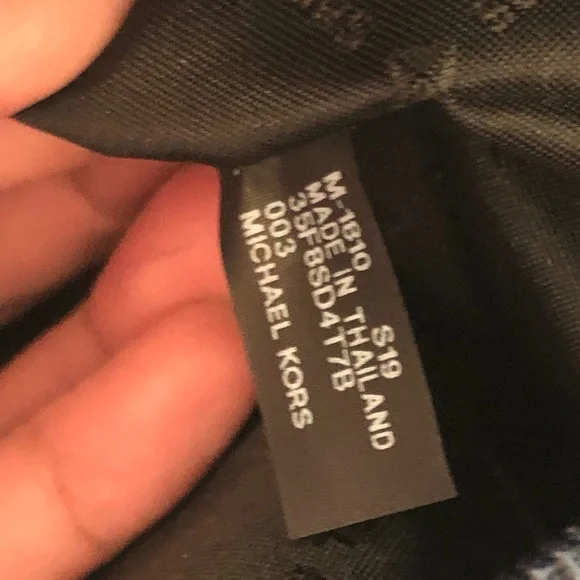 M-1810 S19
MADE IN THAILAND
35F8SD4T7B
003
MICHAEL KORS